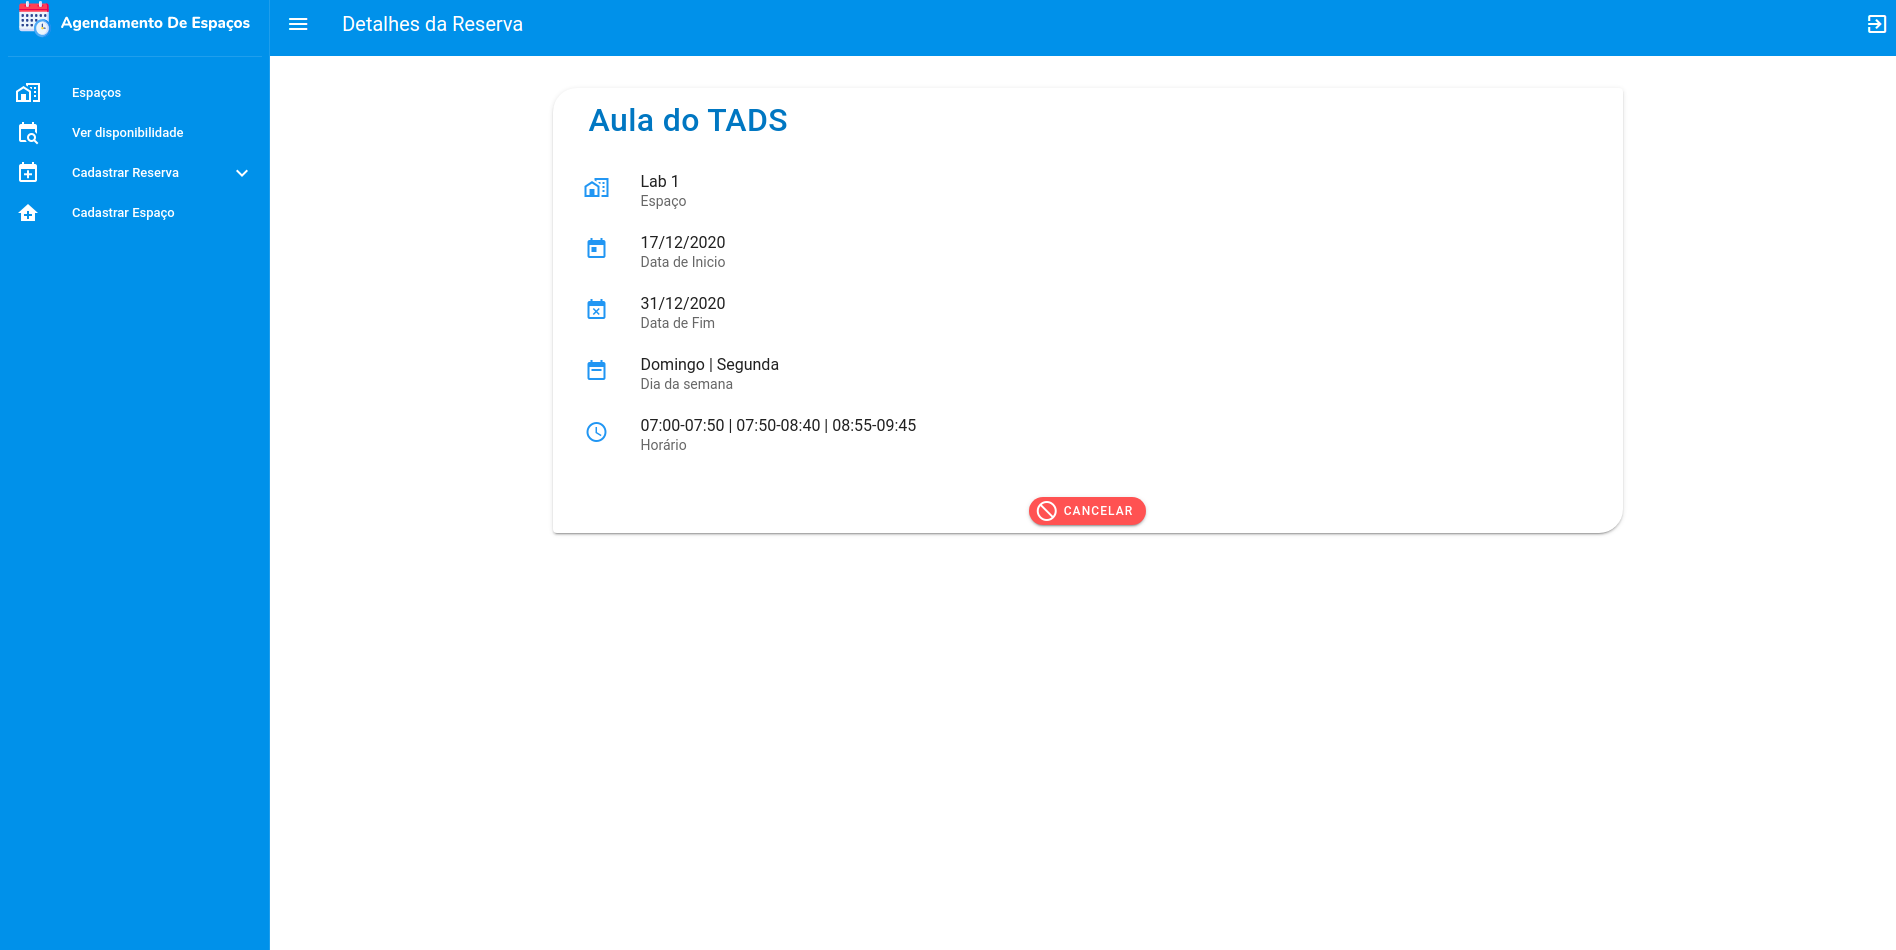 Agendamento De Espaços
Detalhes da Reserva
Espaços
Ver disponibilidade
Cadastrar Reserva
Cadastrar Espaço
Aula do TADS
Lab 1
Espaço
17/12/2020
Data de Inicio
31/12/2020
Data de Fim
Domingo | Segunda
Dia da semana
07:00-07:50 | 07:50-08:40 | 08:55-09:45
Horário
CANCELAR